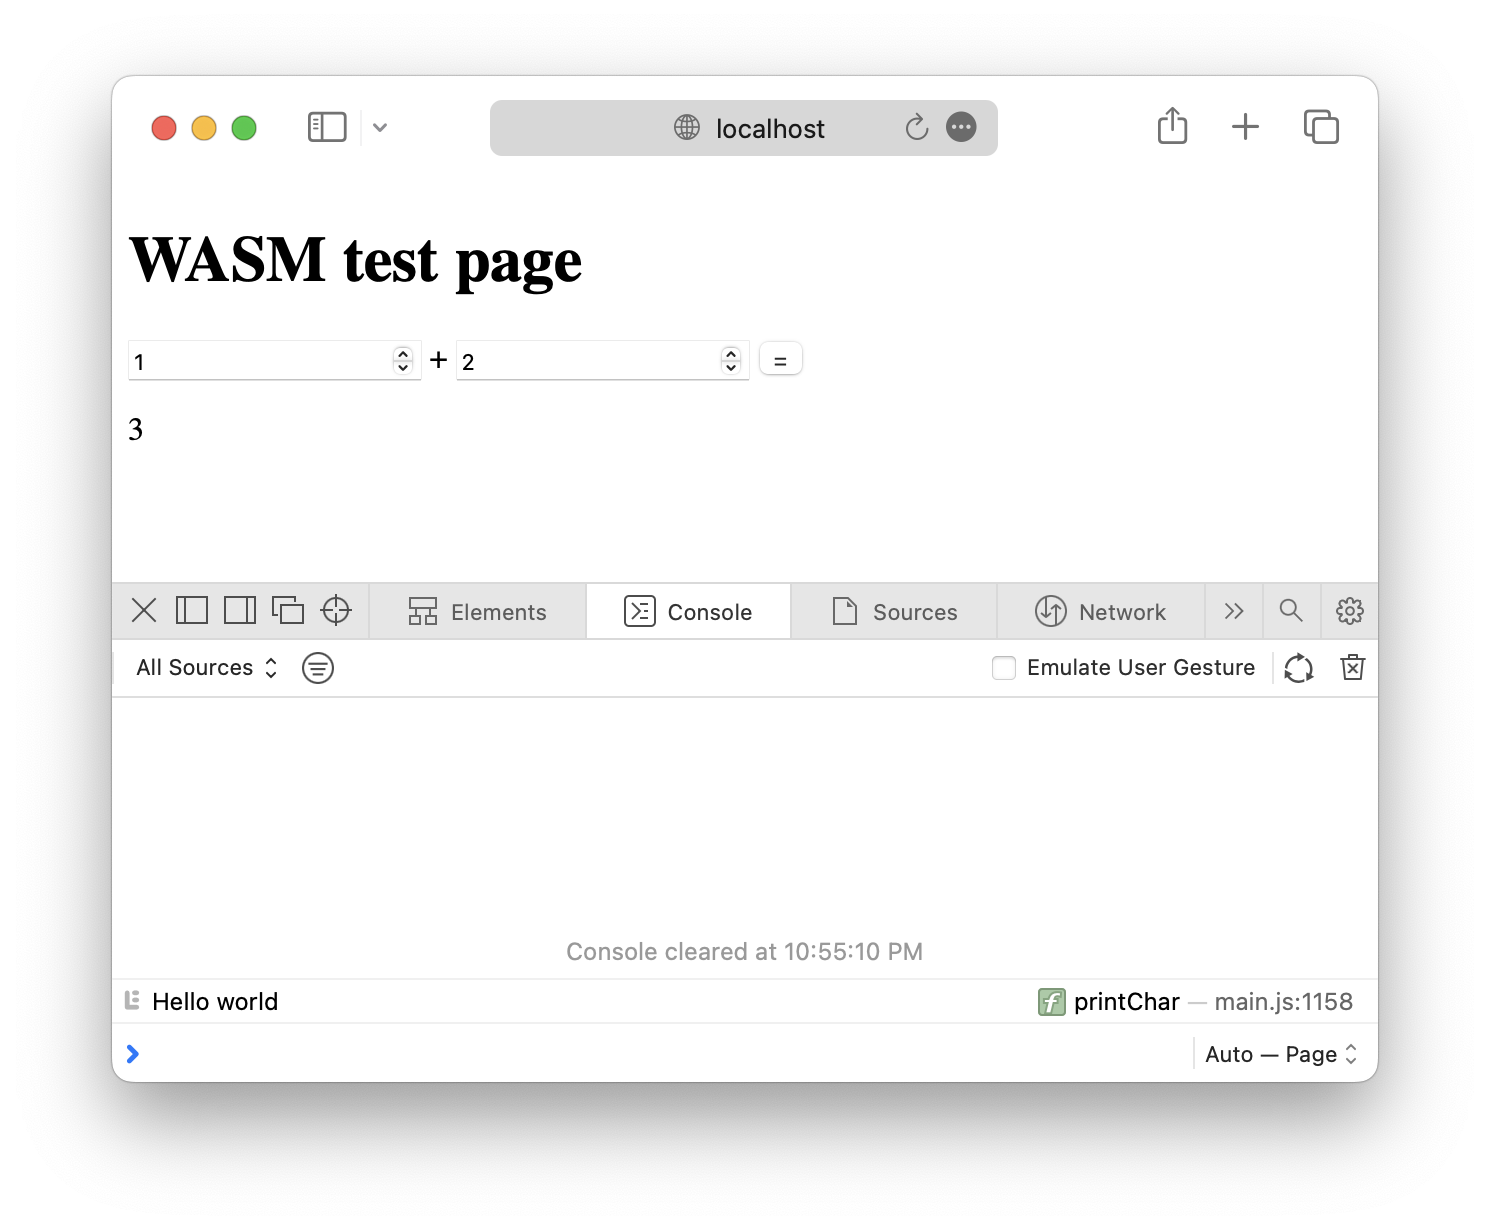 localhost
WASM test page
1 + 2 =
3
Elements Console Sources Network
All Sources Emulate User Gesture
Console cleared at 10:55:10 PM
Hello world printChar — main.js:1158
Auto — Page